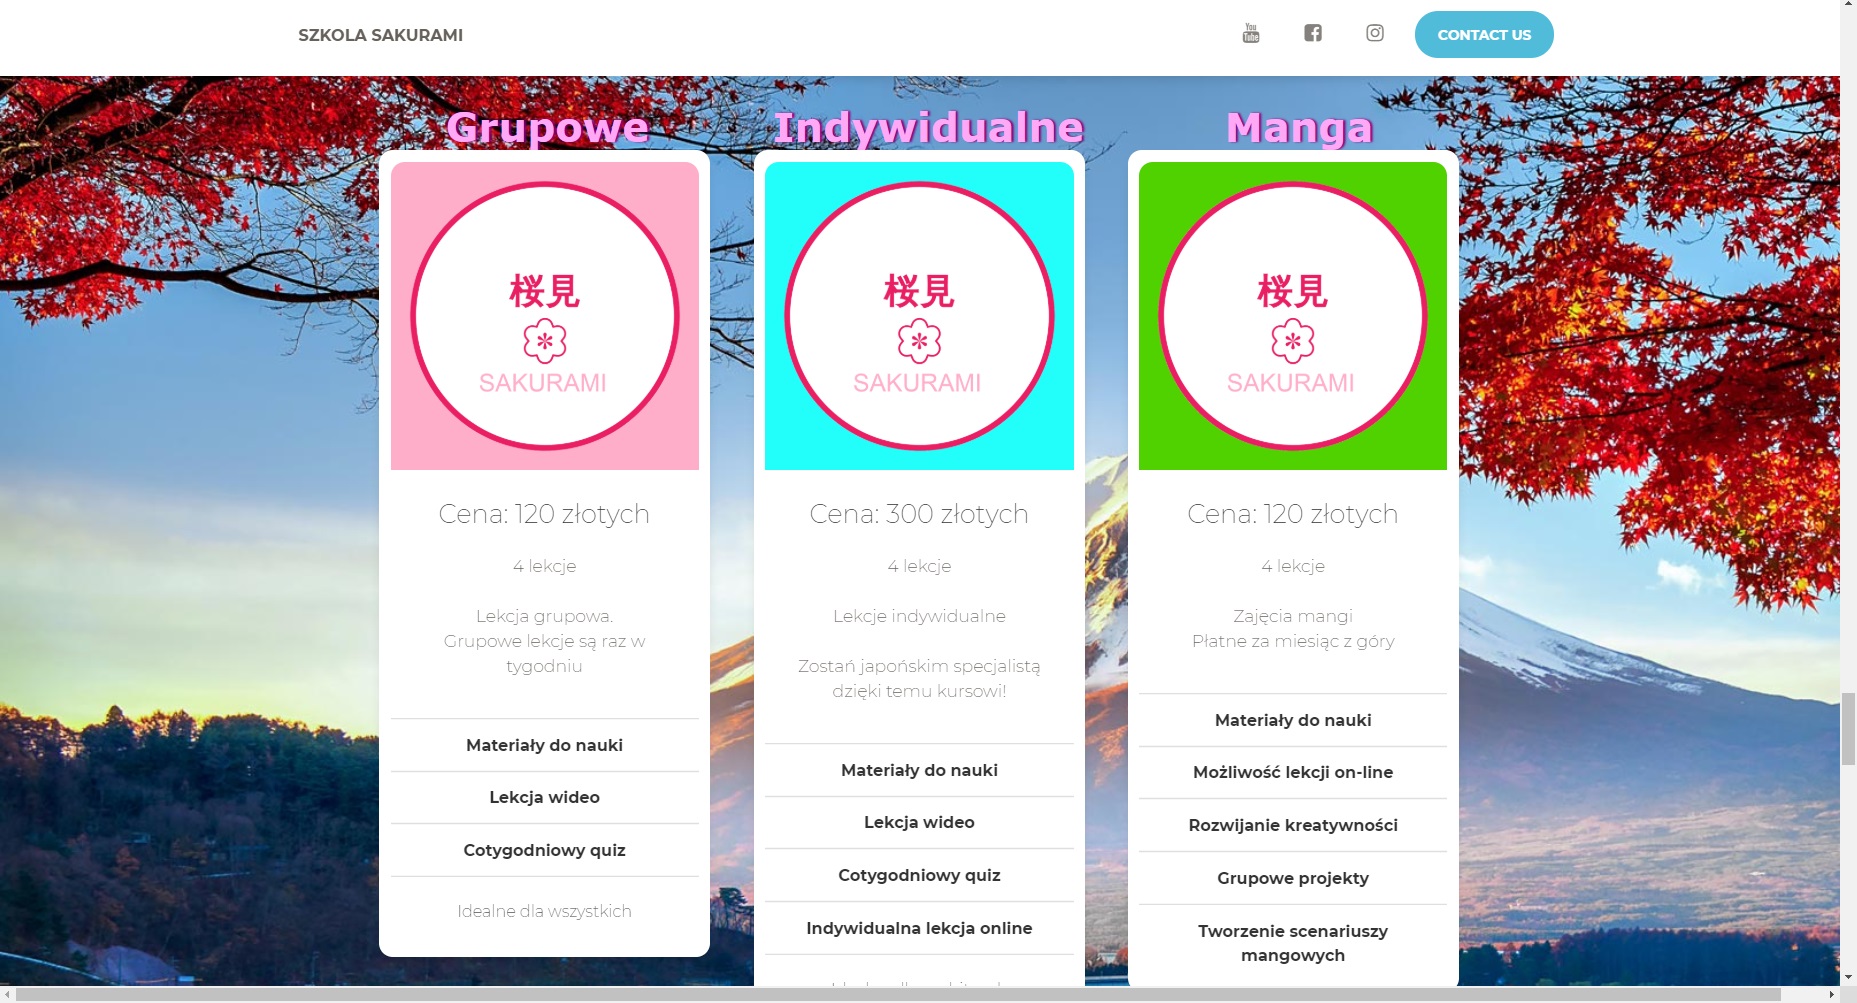 SZKOLA SAKURAMI
You
Tube
CONTACT US
Grupowe
Indywidualne
Manga
桜見
SAKURAMI
桜見
SAKURAMI
桜見
SAKURAMI
Cena: 120 złotych
4 lekcje
Lekcja grupowa.
Grupowe lekcje są raz w
tygodniu
Materiały do nauki
Lekcja wideo
Cotygodniowy quiz
Idealne dla wszystkich
Cena: 300 złotych
4 lekcje
Lekcje indywidualne
Zostań japońskim specjalistą
dzięki temu kursowi!
Materiały do nauki
Lekcja wideo
Cotygodniowy quiz
Indywidualna lekcja online
Cena: 120 złotych
4 lekcje
Zajęcia mangi
Płatne za miesiąc z góry
Materiały do nauki
Możliwość lekcji on-line
Rozwijanie kreatywności
Grupowe projekty
Tworzenie scenariuszy
mangowych